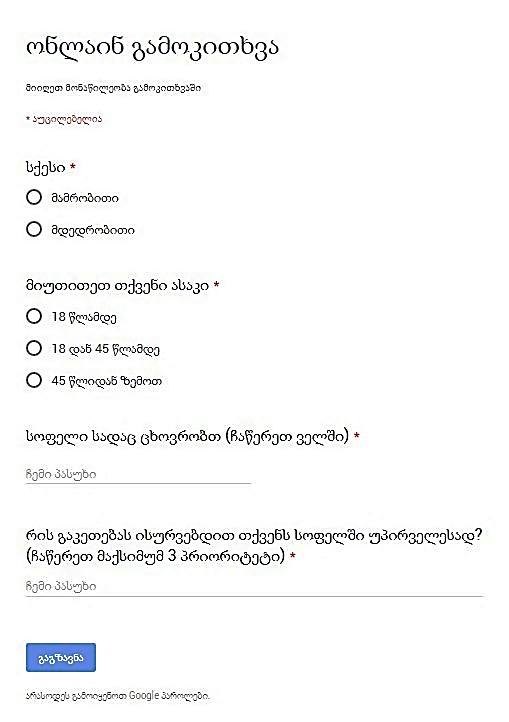 ონლაინ გამოკითხვა
მიიღეთ მონაწილეობა გამოკითხვაში
* აუცილებელია
სქესი *
მამრობითი
მდედრობითი
მიუთითეთ თქვენი ასაკი *
18 წლამდე
18 დან 45 წლამდე
45 წლიდან ზემოთ
სოფელი სადაც ცხოვრობთ (ჩაწერეთ ველში) *
ჩემი პასუხი
რის გაკეთებას ისურვებდით თქვენს სოფელში უპირველესად?
(ჩაწერეთ მაქსიმუმ 3 პრიორიტეტი) *
ჩემი პასუხი
გაგზავნა
არასოდეს გამოიყენოთ Google პაროლები.